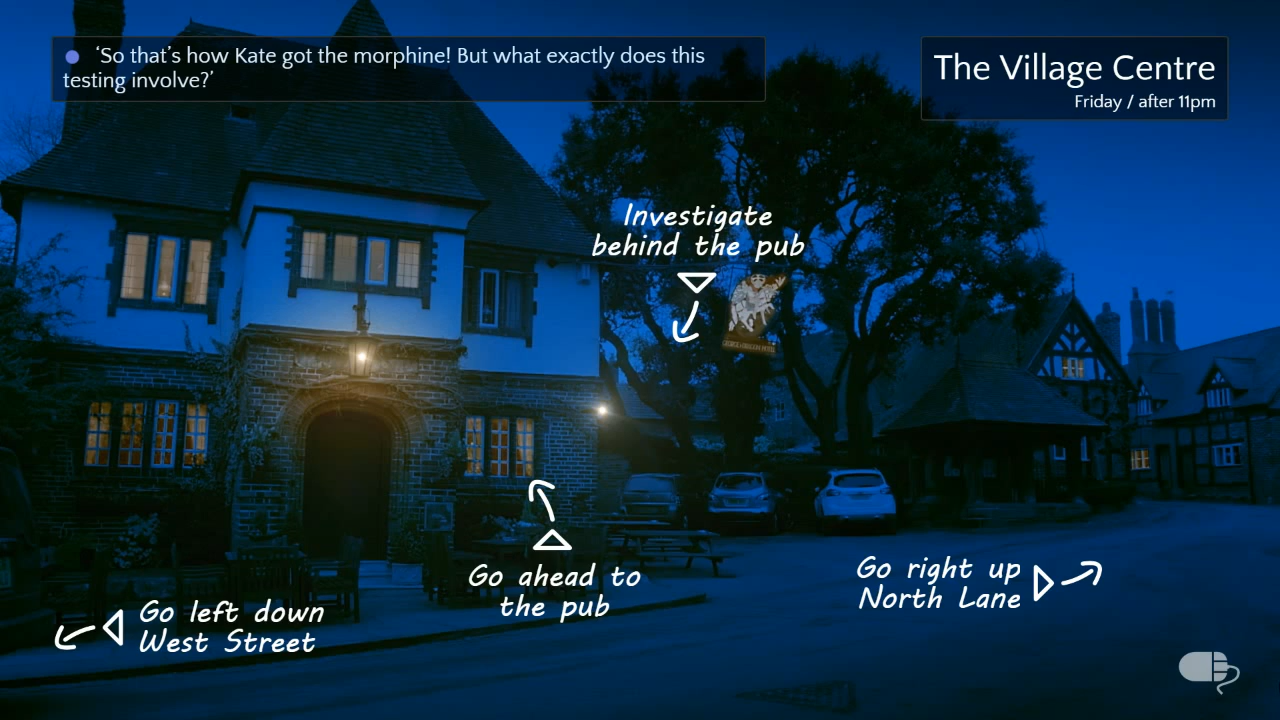 ‘So that’s how Kate got the morphine! But what exactly does this
testing involve?’
The Village Centre
Friday / after 11pm
Investigate
behind the pub
Go ahead to
the pub
Go right up
North Lane
Go left down
West Street